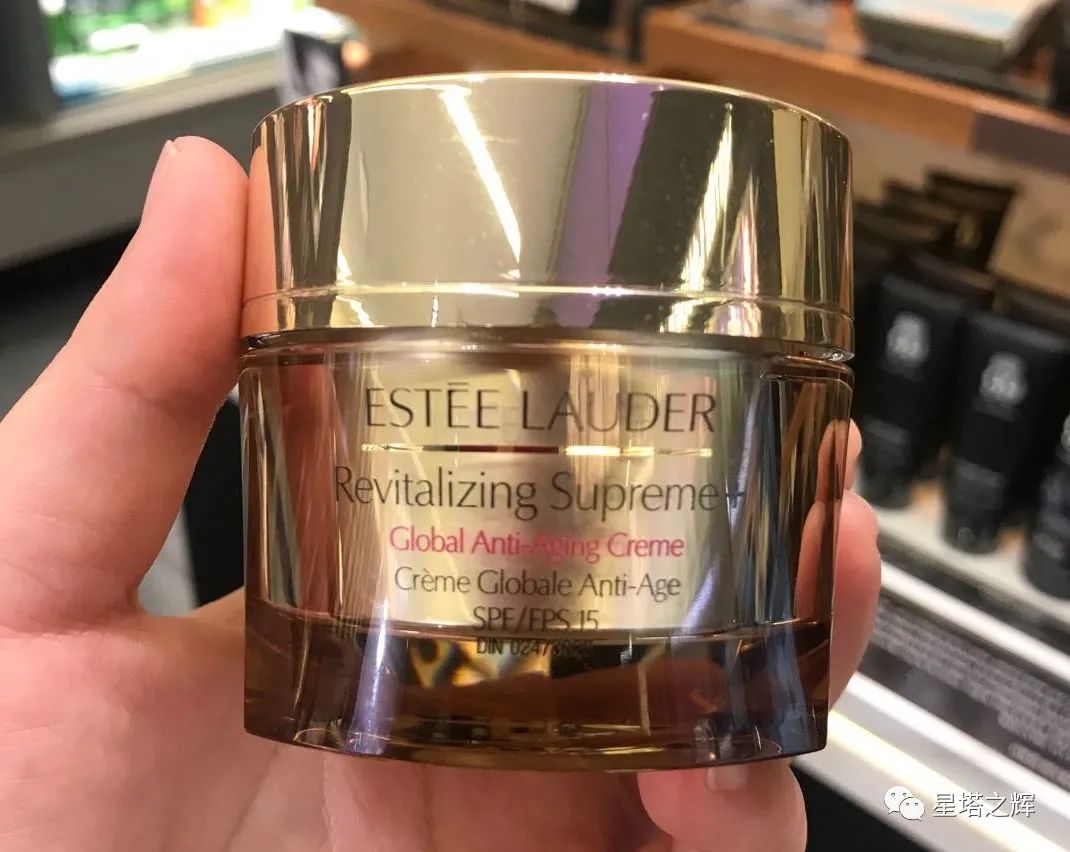 ESTĒE LAUDER
Revitalizing Supreme+
Global Anti-Aging Creme
Crème Globale Anti-Age
SPF/FPS 15
DIN
星塔之辉